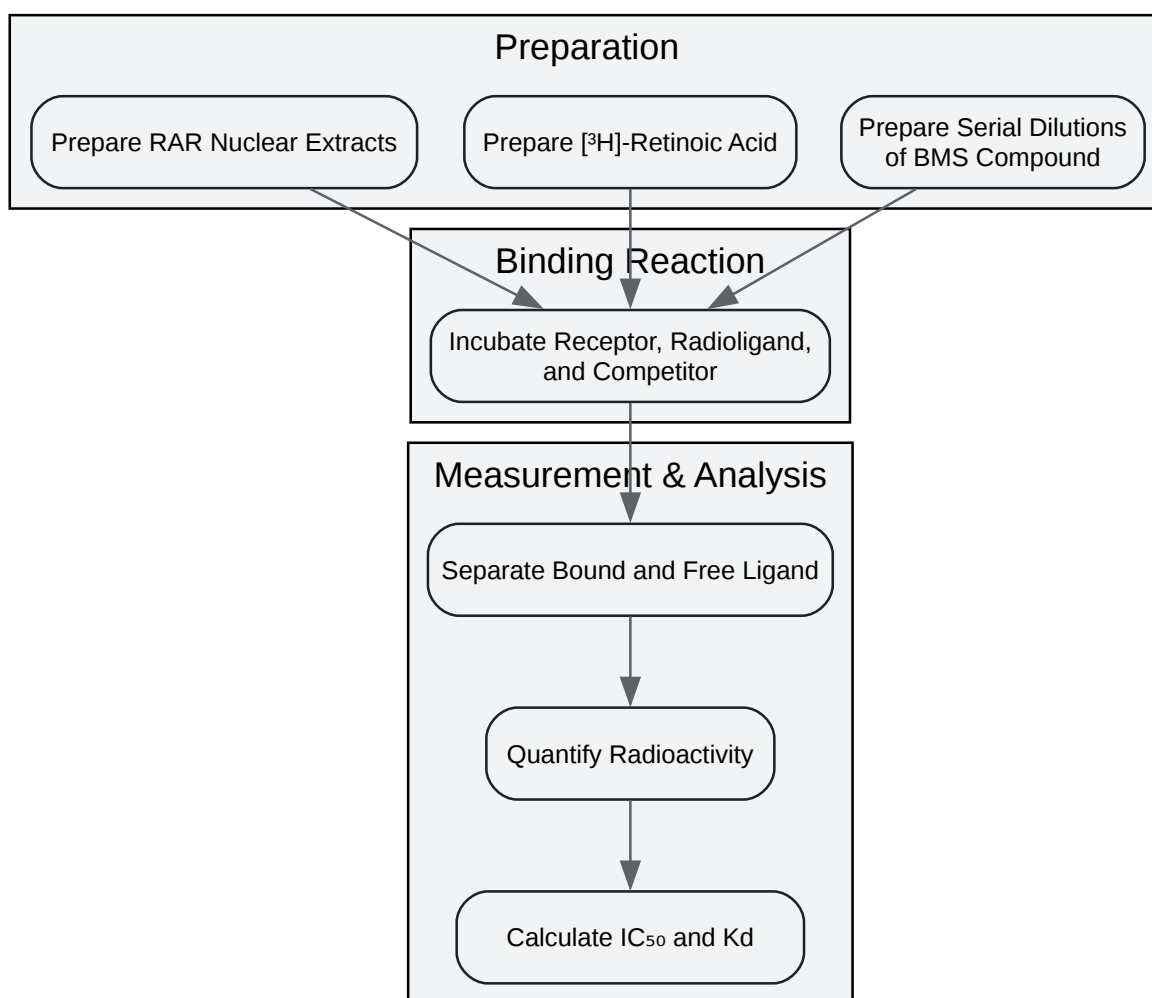 Preparation
Prepare RAR Nuclear Extracts
Prepare [³H]-Retinoic Acid
Prepare Serial Dilutions
of BMS Compound
Binding Reaction
Incubate Receptor, Radioligand,
and Competitor
Measurement & Analysis
Separate Bound and Free Ligand
Quantify Radioactivity
Calculate IC₅₀ and Kd